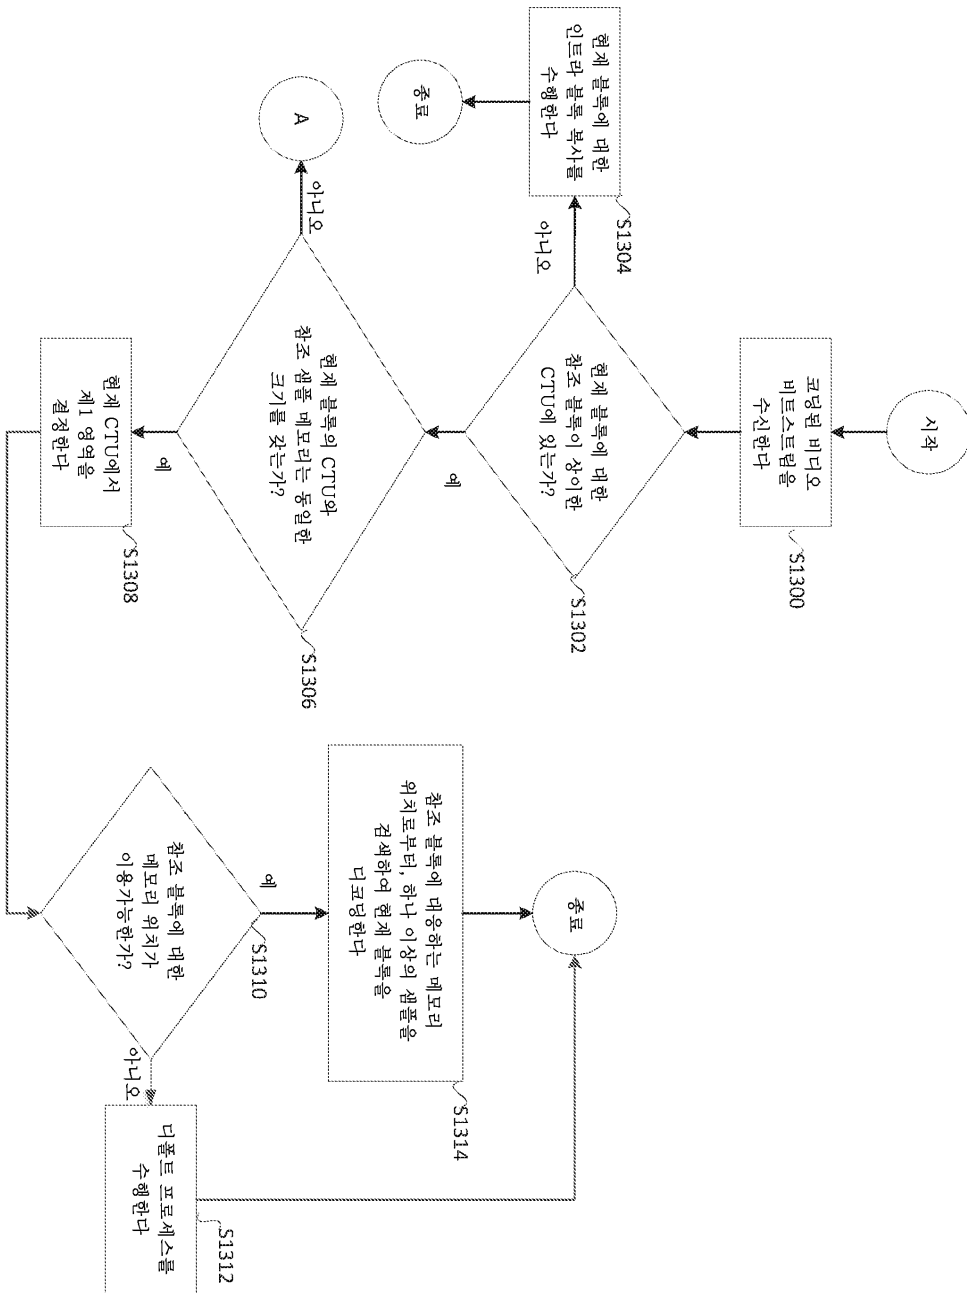 시작
코딩된 비디오
비트스트림을
수신한다
S1300
현재 블록에 대한
참조 블록이 상이한
CTU에 있는가?
S1302
아니오
현재 블록에 대한
인트라 블록 복사를
수행한다
S1304
종료
예
현재 블록의 CTU와
참조 샘플 메모리는 동일한
크기를 갖는가?
S1306
아니오
A
예
현재 CTU에서
제1 영역을
결정한다
S1308
참조 블록에 대한
메모리 위치가
이용가능한가?
S1310
예
참조 블록에 대응하는 메모리
위치로부터, 하나 이상의 샘플을
검색하여 현재 블록을
디코딩한다
S1314
종료
아니오
디폴트 프로세스를
수행한다
S1312